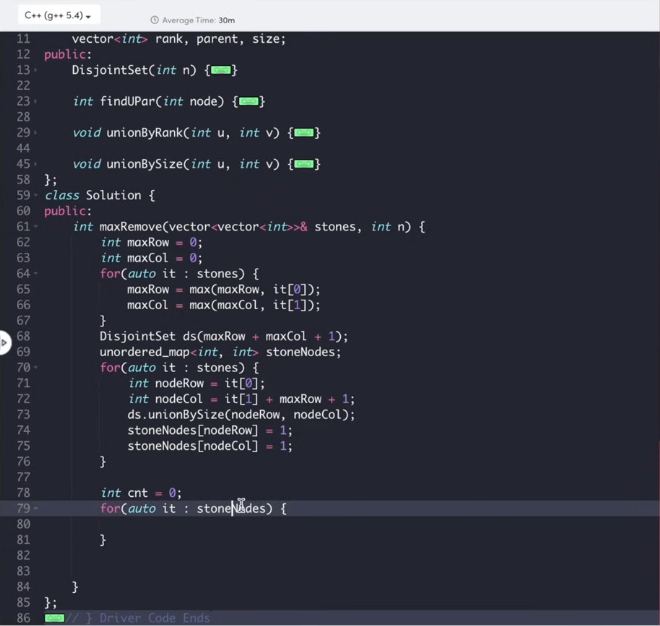 C++ (g++ 5.4)
Average Time: 30m
11 vector<int> rank, parent, size;
12 public:
13 DisjointSet(int n) {}
22
23 int findUPar(int node) {}
28
29 void unionByRank(int u, int v) {}
44
45 void unionBySize(int u, int v) {}
58 };
59 class Solution {
60 public:
61 int maxRemove(vector<vector<int>>& stones, int n) {
62 int maxRow = 0;
63 int maxCol = 0;
64 for(auto it : stones) {
65 maxRow = max(maxRow, it[0]);
66 maxCol = max(maxCol, it[1]);
67 }
68 DisjointSet ds(maxRow + maxCol + 1);
69 unordered_map<int, int> stoneNodes;
70 for(auto it : stones) {
71 int nodeRow = it[0];
72 int nodeCol = it[1] + maxRow + 1;
73 ds.unionBySize(nodeRow, nodeCol);
74 stoneNodes[nodeRow] = 1;
75 stoneNodes[nodeCol] = 1;
76 }
77
78 int cnt = 0;
79 for(auto it : stoneNodes) {
80
81 }
82
83
84 }
85 };
86 // } Driver Code Ends